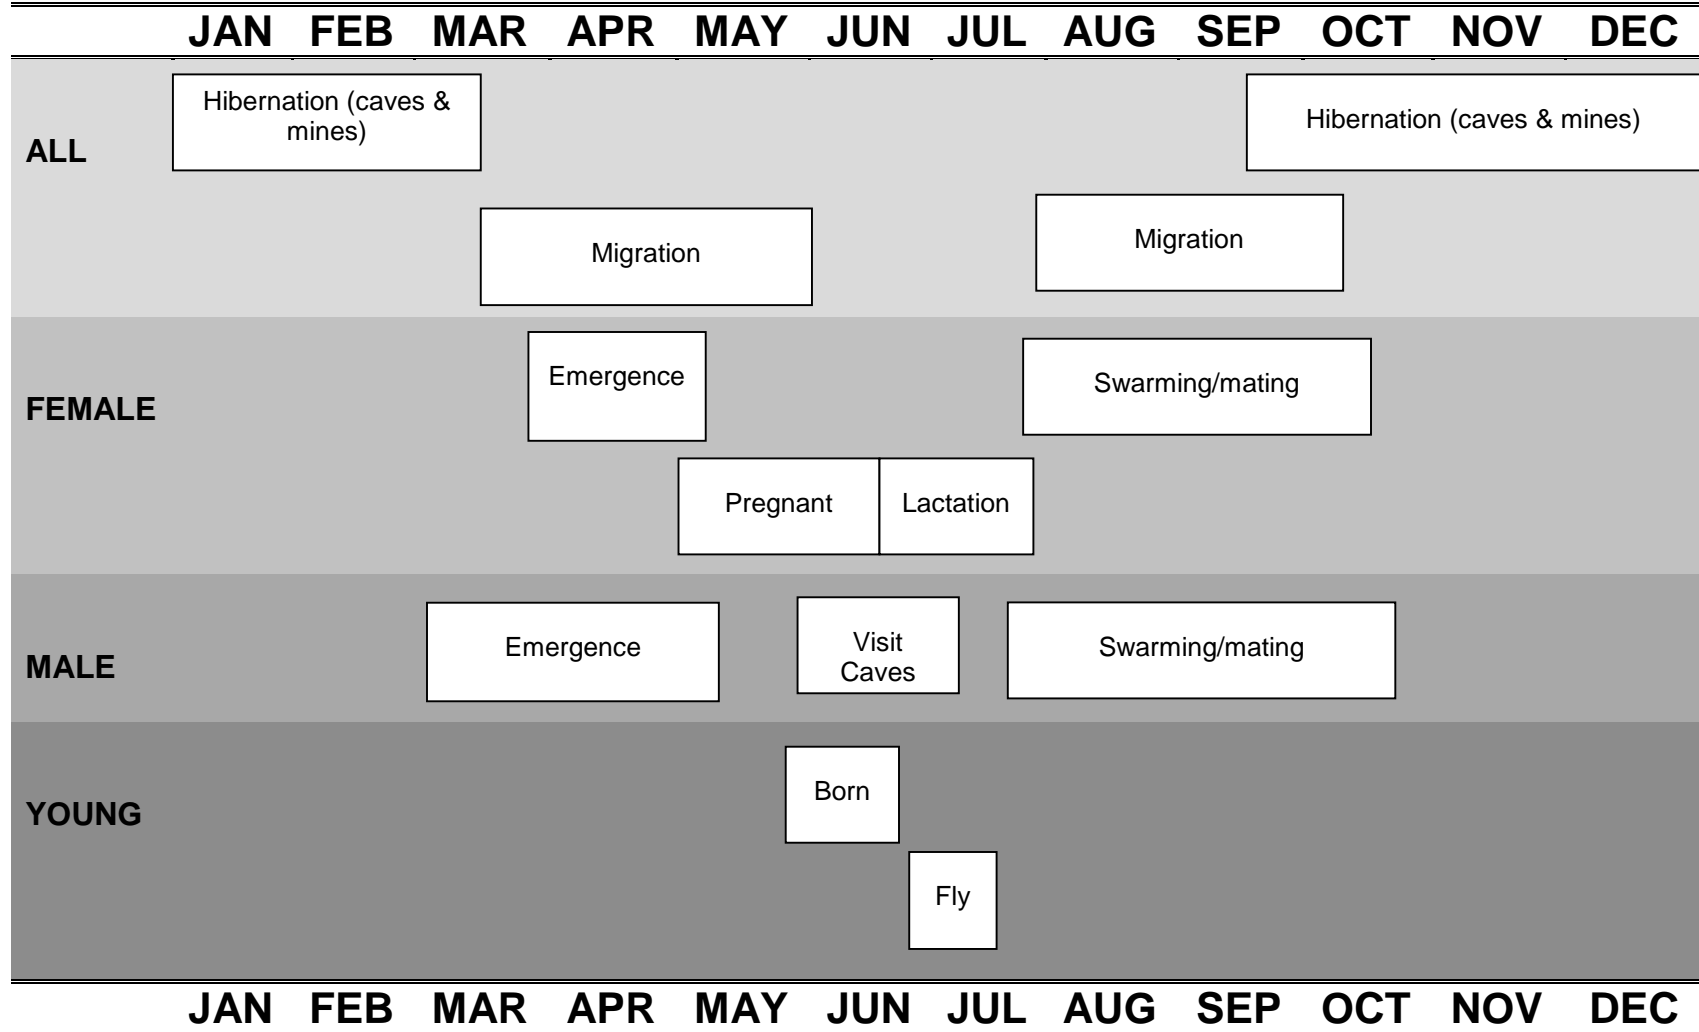 JAN FEB MAR APR MAY JUN JUL AUG SEP OCT NOV DEC
ALL
Hibernation (caves &
mines)
Hibernation (caves & mines)
Migration
Migration
FEMALE
Emergence
Swarming/mating
Pregnant
Lactation
MALE
Emergence
Visit
Caves
Swarming/mating
YOUNG
Born
Fly
JAN FEB MAR APR MAY JUN JUL AUG SEP OCT NOV DEC